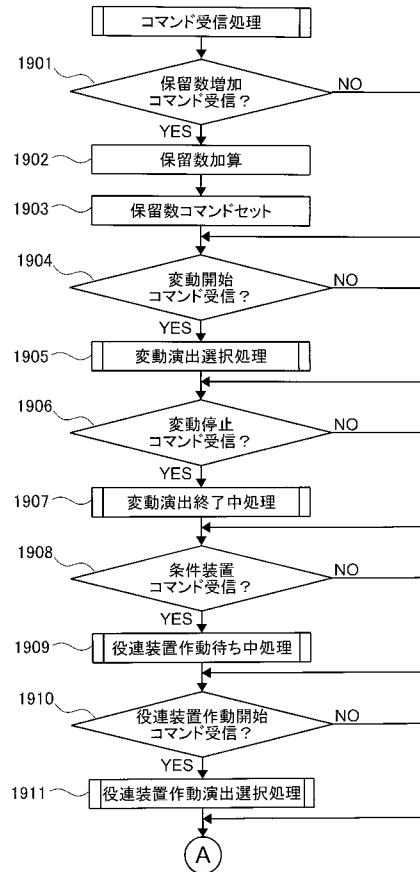 コマンド受信処理
1901
保留数増加
コマンド受信？
NO
YES
1902
保留数加算
1903
保留数コマンドセット
1904
変動開始
コマンド受信？
NO
YES
1905
変動演出選択処理
1906
変動停止
コマンド受信？
NO
YES
1907
変動演出終了中処理
1908
条件装置
コマンド受信？
NO
YES
1909
役連装置作動待ち中処理
1910
役連装置作動開始
コマンド受信？
NO
YES
1911
役連装置作動演出選択処理
A